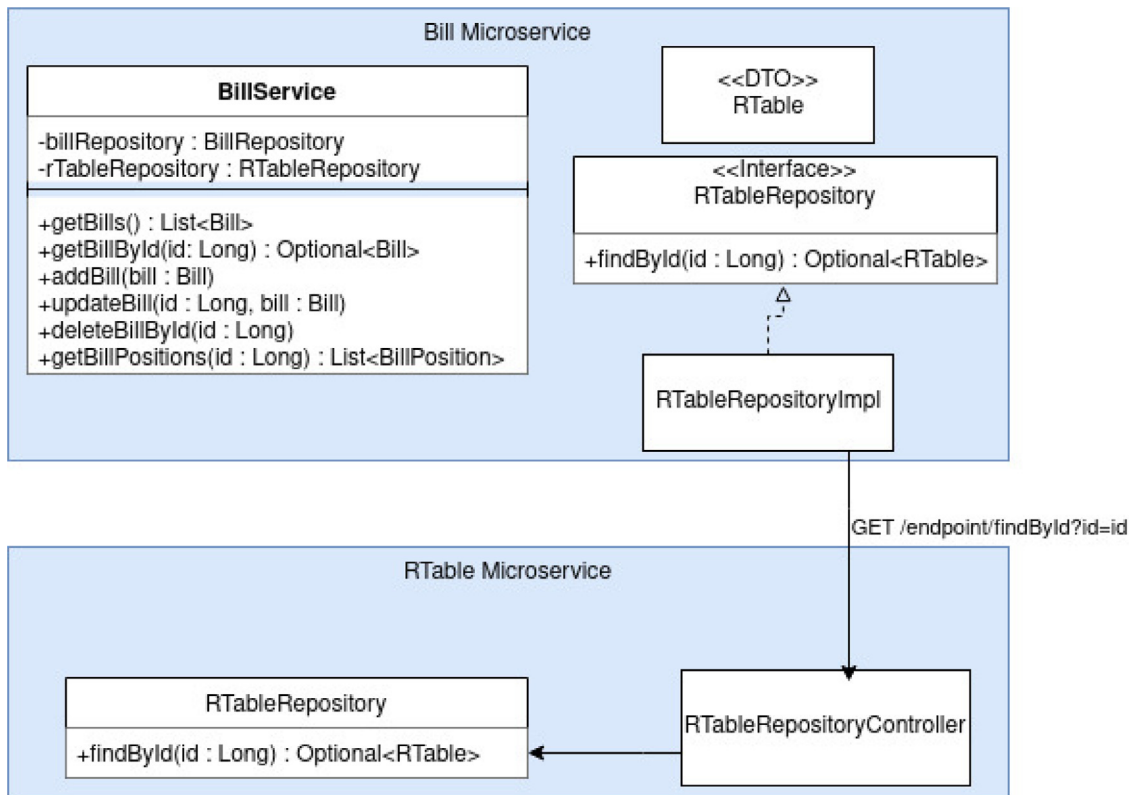 Bill Microservice
BillService
-billRepository : BillRepository
-rTableRepository : RTableRepository
+getBills() : List<Bill>
+getBillById(id: Long) : Optional<Bill>
+addBill(bill : Bill)
+updateBill(id : Long, bill : Bill)
+deleteBillById(id : Long)
+getBillPositions(id : Long) : List<BillPosition>
<<DTO>>
RTable
<<Interface>>
RTableRepository
+findById(id : Long) : Optional<RTable>
RTableRepositoryImpl
GET /endpoint/findById?id=id
RTable Microservice
RTableRepository
+findById(id : Long) : Optional<RTable>
RTableRepositoryController